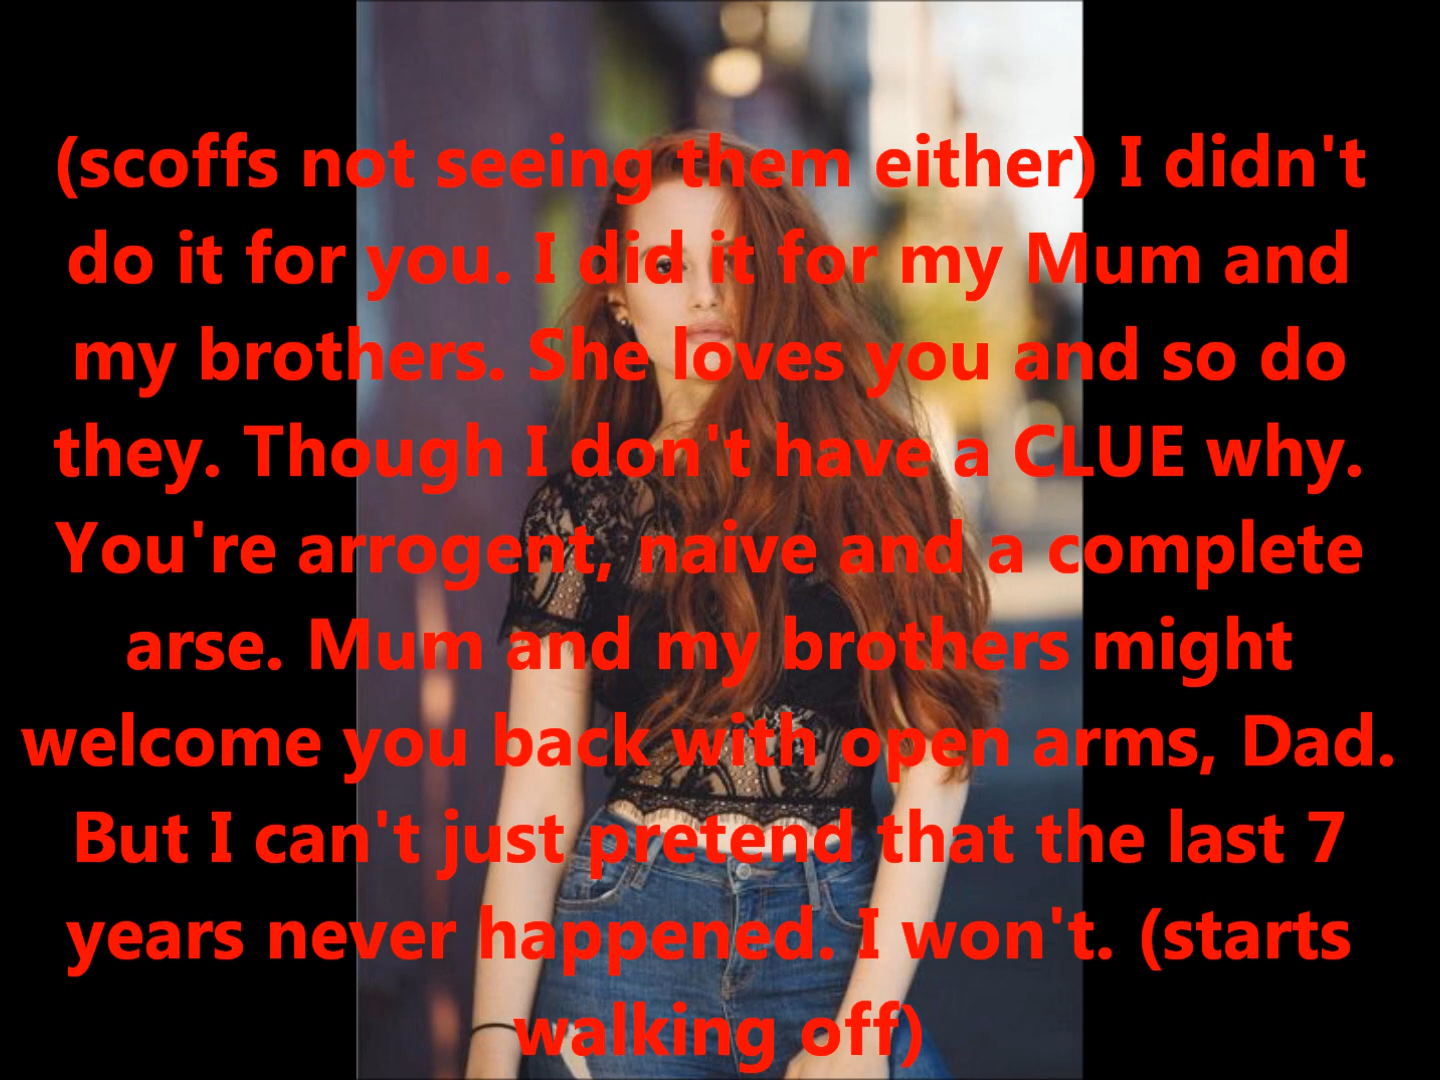 (scoffs not seeing them either) I didn't
do it for you. I did it for my Mum and
my brothers. She loves you and so do
they. Though I don't have a CLUE why.
You're arrogent, naive and a complete
arse. Mum and my brothers might
welcome you back with open arms, Dad.
But I can't just pretend that the last 7
years never happened. I won't. (starts
walking off)